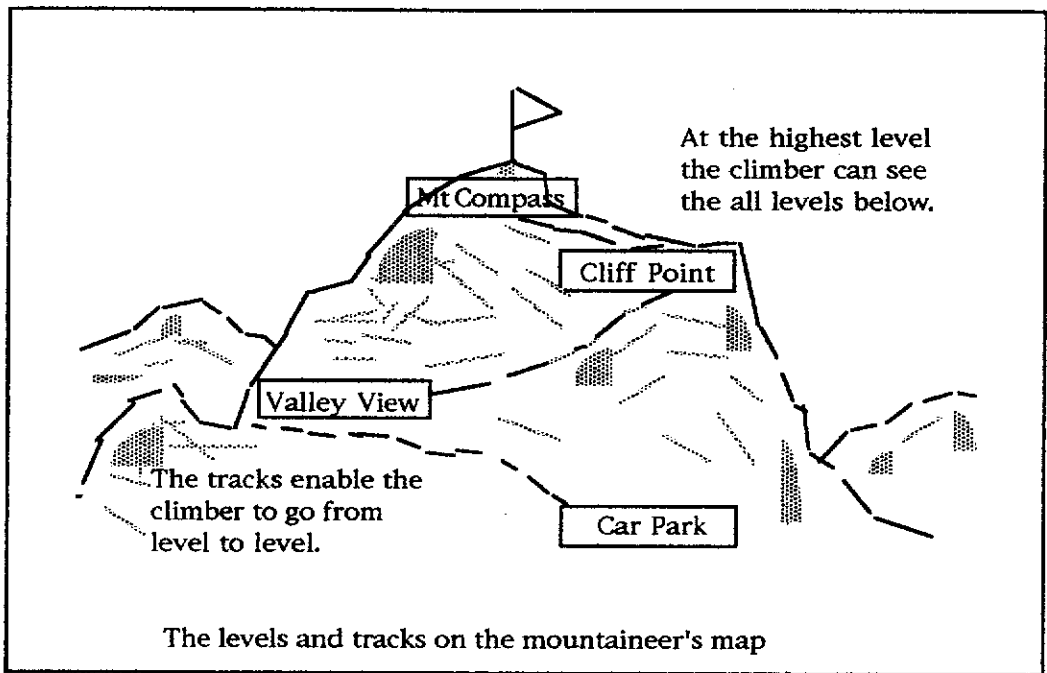 At the highest level
the climber can see
the all levels below.
Mt Compass
Cliff Point
Valley View
The tracks enable the
climber to go from
level to level.
Car Park
The levels and tracks on the mountaineer's map